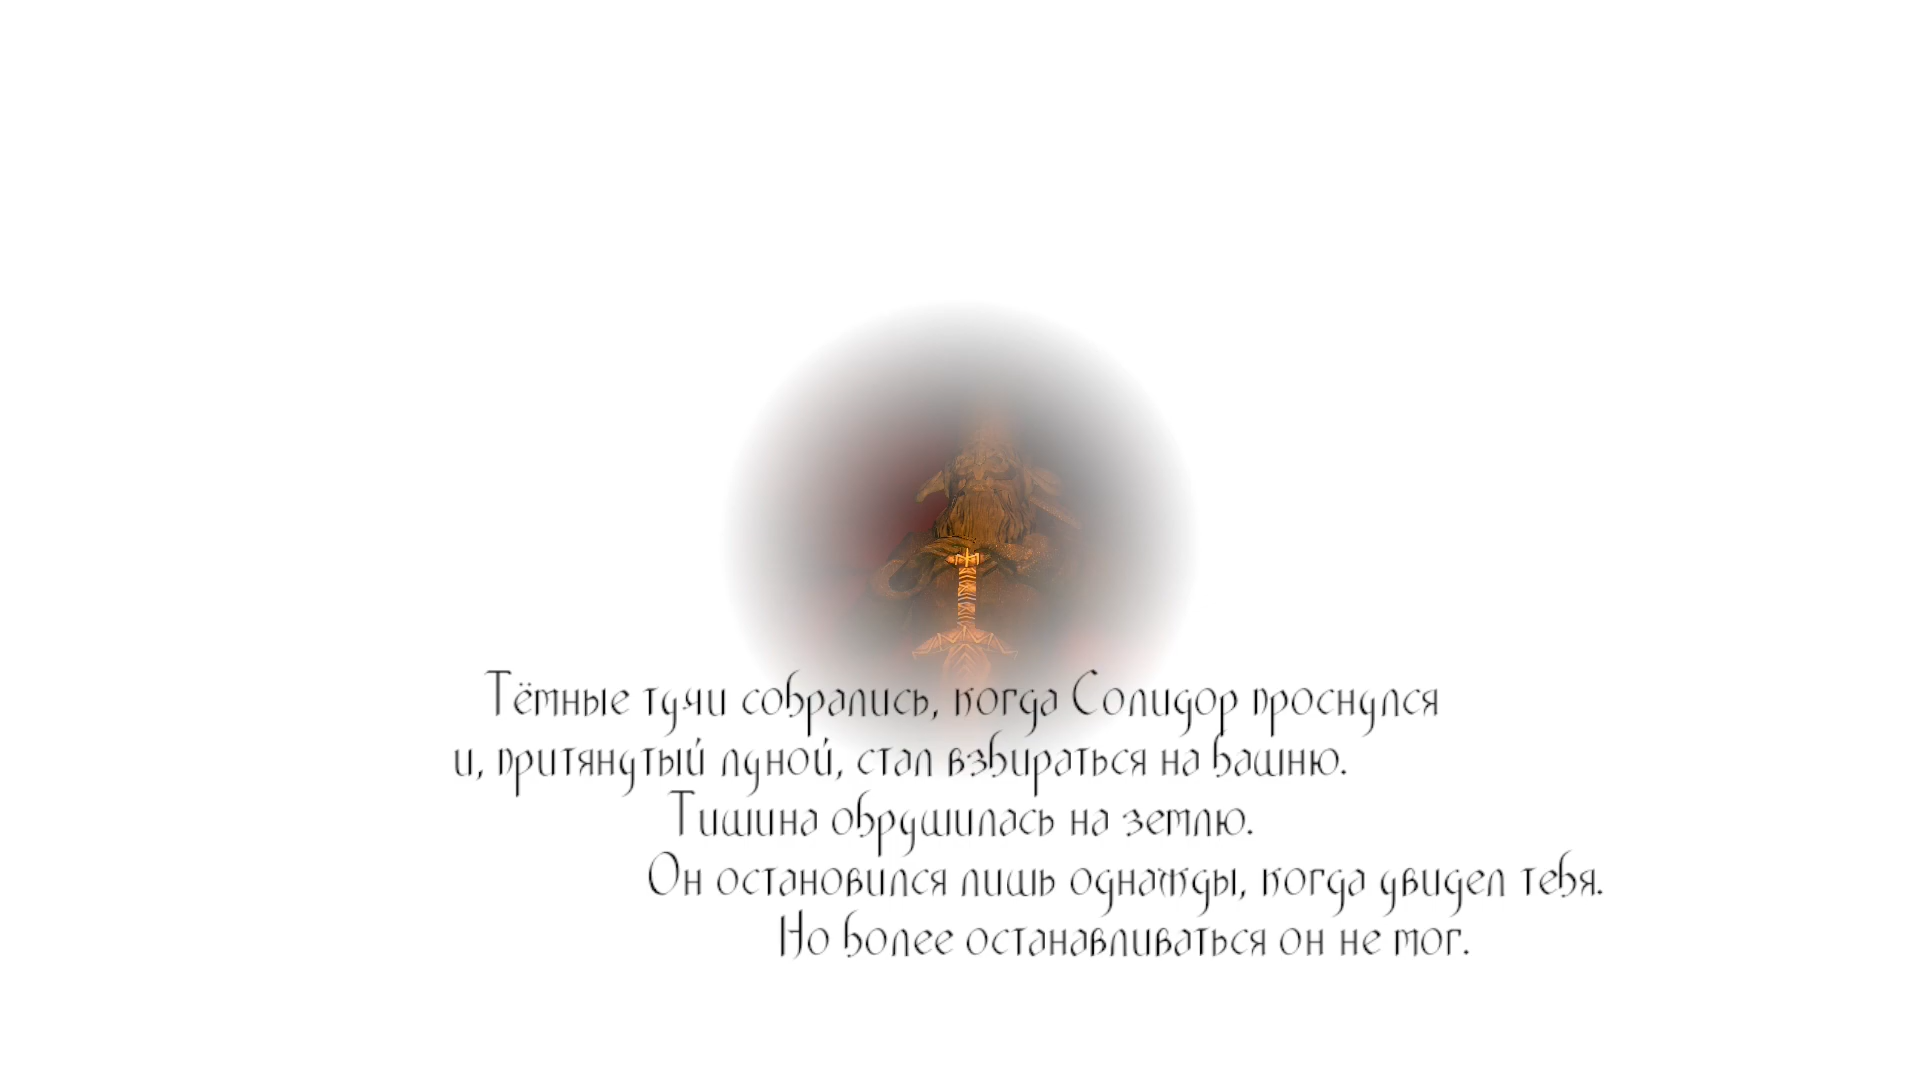 Тёмные тучи собрались, когда Солидор проснулся
и, притянутый луной, стал взбираться на башню.
Тишина обрушилась на землю.
Он остановился лишь однажды, когда увидел тебя.
Но более останавливаться он не мог.